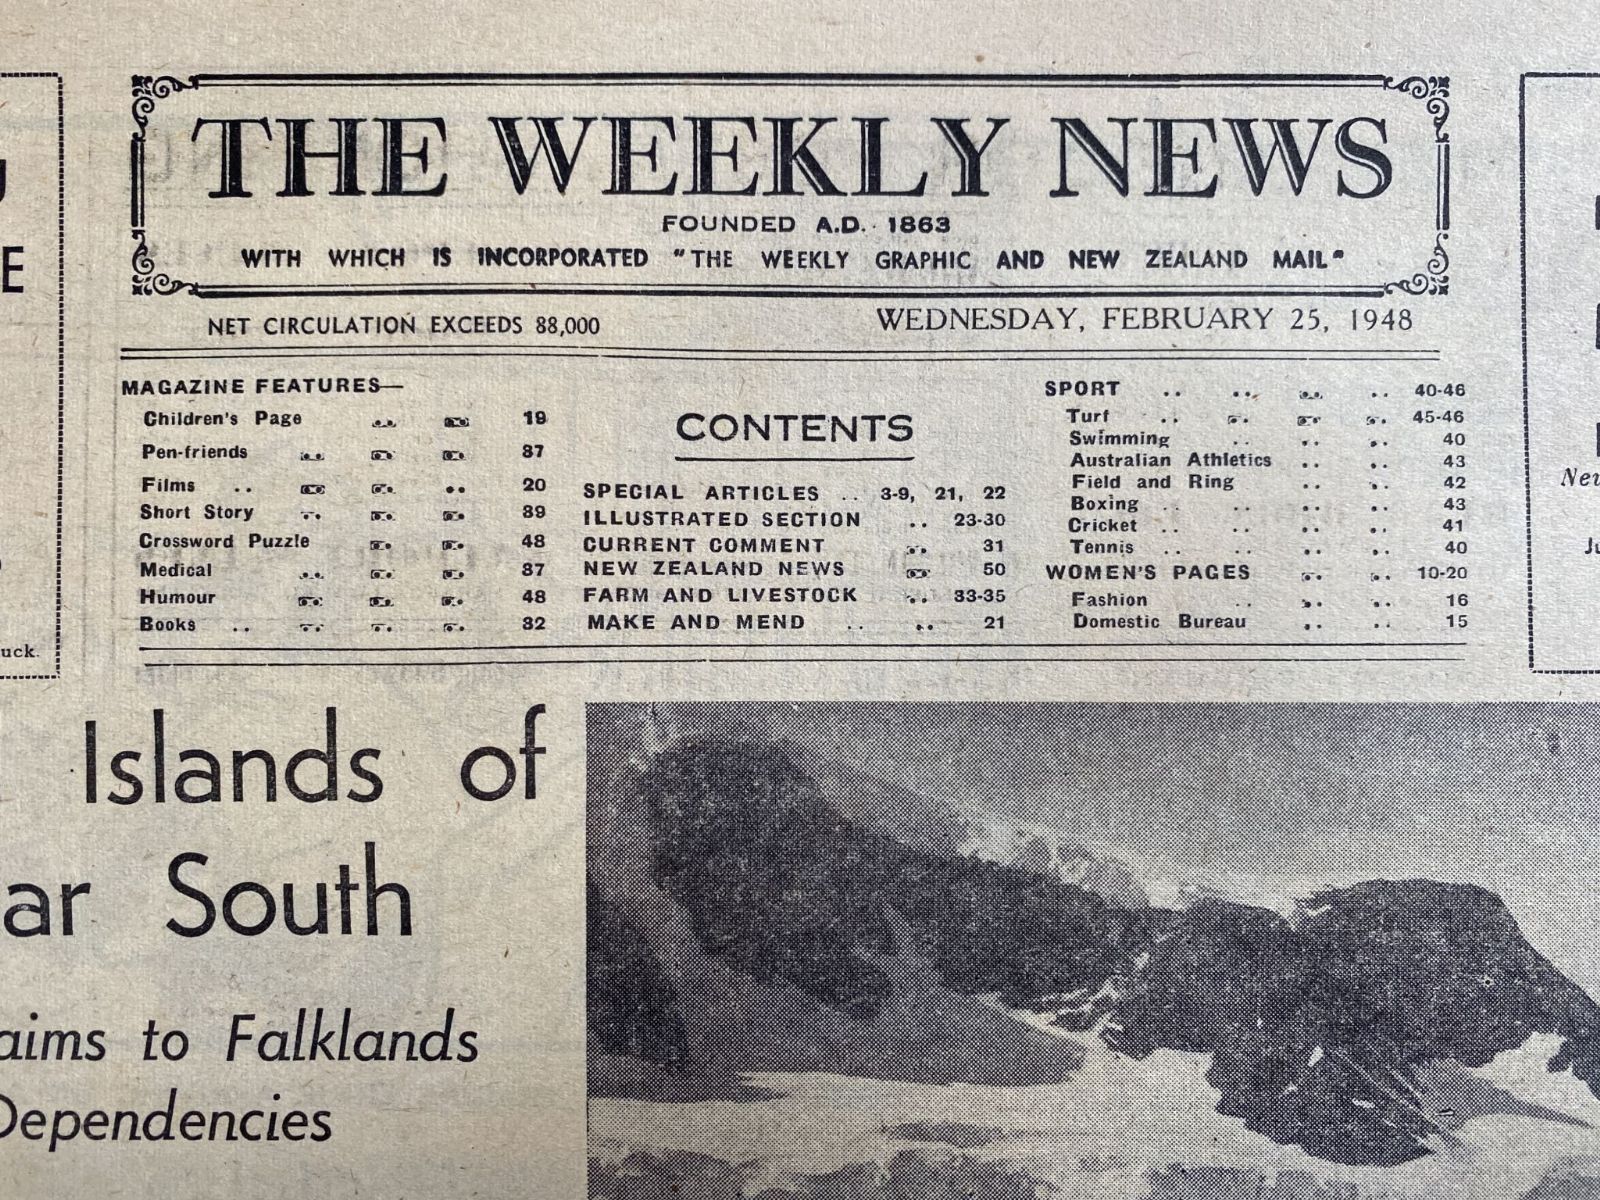 THE WEEKLY NEWS
FOUNDED A.D. 1863
WITH WHICH IS INCORPORATED "THE WEEKLY GRAPHIC AND NEW ZEALAND MAIL"
NET CIRCULATION EXCEEDS 88,000
WEDNESDAY, FEBRUARY 25, 1948
MAGAZINE FEATURES—
Children's Page .. .. 19
Pen-friends .. .. .. 37
Films .. .. .. .. 20
Short Story .. .. .. 39
Crossword Puzzle .. .. 48
Medical .. .. .. 37
Humour .. .. .. 48
Books .. .. .. .. 32
CONTENTS
SPECIAL ARTICLES .. 3-9, 21, 22
ILLUSTRATED SECTION .. 23-30
CURRENT COMMENT .. 31
NEW ZEALAND NEWS .. 50
FARM AND LIVESTOCK .. 33-35
MAKE AND MEND .. .. 21
SPORT .. .. .. .. 40-46
Turf .. .. .. .. 45-46
Swimming .. .. .. 40
Australian Athletics .. .. 43
Field and Ring .. .. 42
Boxing .. .. .. .. 43
Cricket .. .. .. .. 41
Tennis .. .. .. .. 40
WOMEN'S PAGES .. .. 10-20
Fashion .. .. .. 16
Domestic Bureau .. .. 15
E
uck.
Islands of
ar South
aims to Falklands
Dependencies